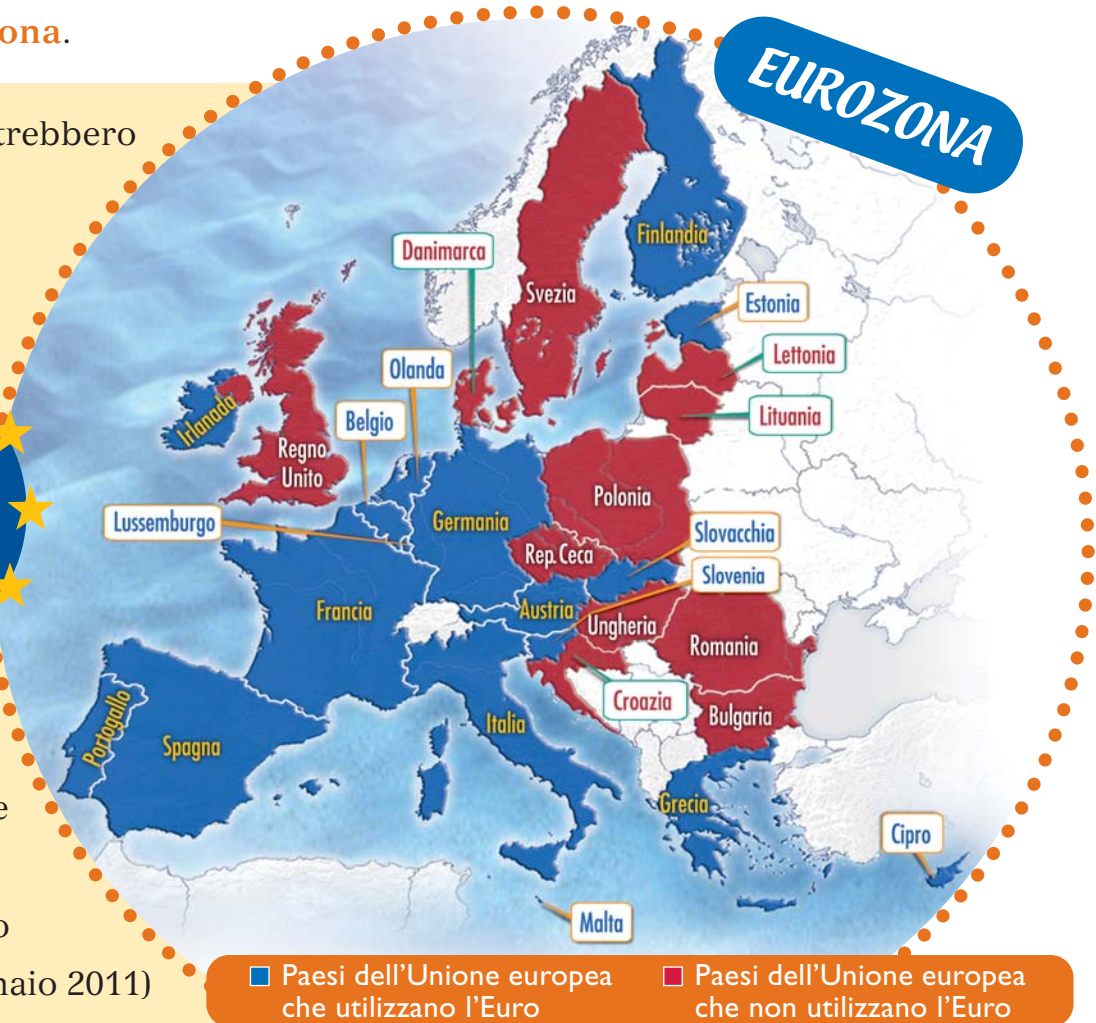 ona.
trebbero
e
o
naio 2011)
EUROZONA
Finlandia
Danimarca
Svezia
Estonia
Lettonia
Olanda
Lituania
Belgio
Irlanada
Regno
Unito
Polonia
Lussemburgo
Germania
Slovacchia
Rep. Ceca
Slovenia
Francia
Austria
Ungheria
Romania
Croazia
Portogallo
Spagna
Italia
Bulgaria
Grecia
Cipro
Malta
Paesi dell'Unione europea
che utilizzano l'Euro
Paesi dell'Unione europea
che non utilizzano l'Euro